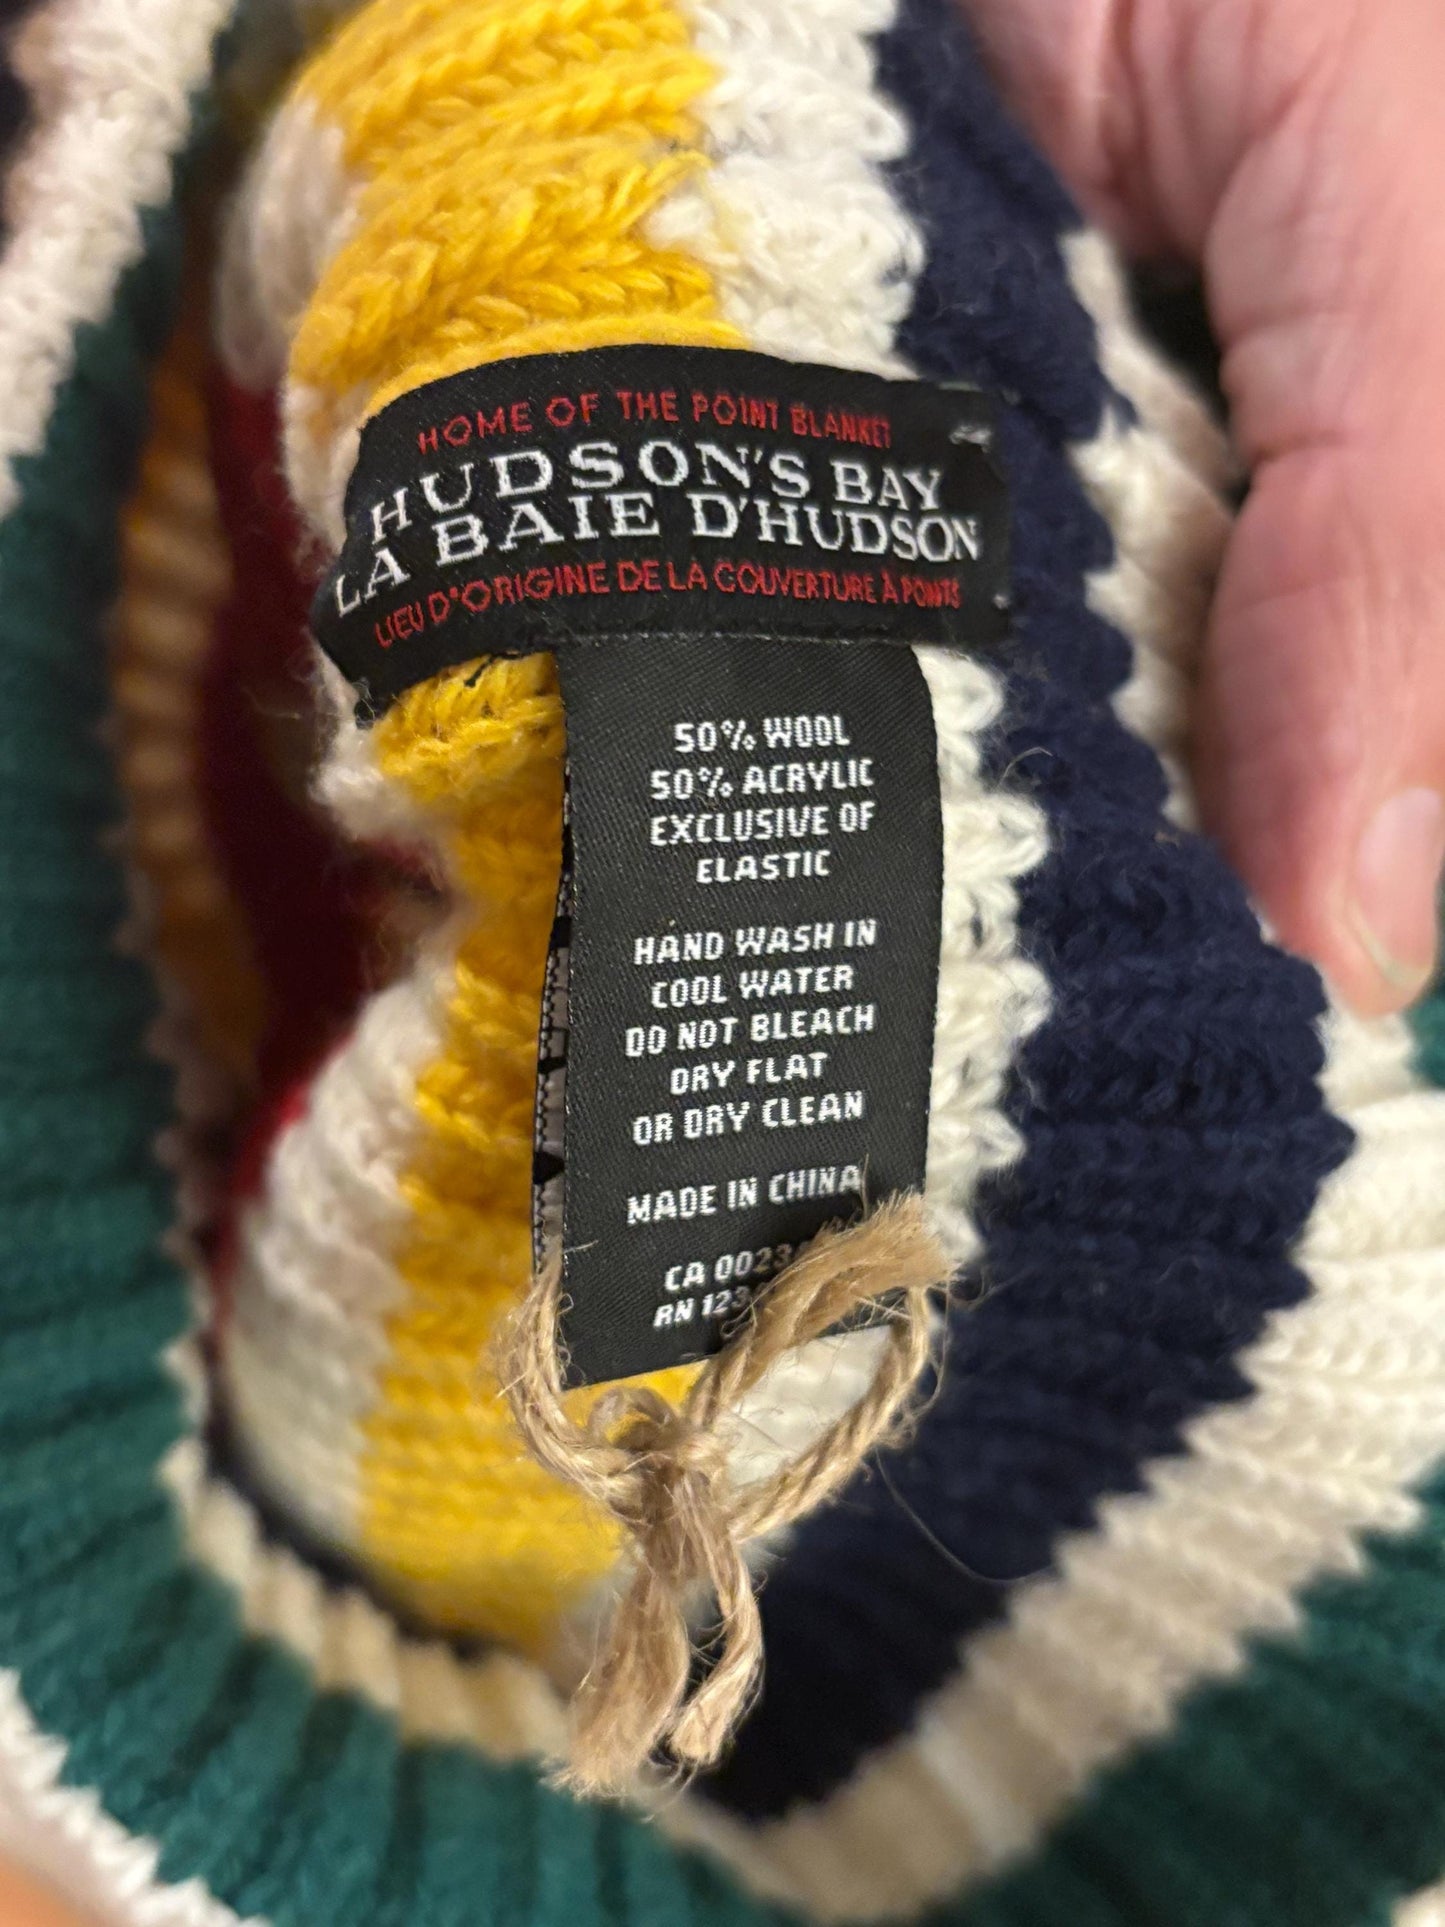 HOME OF THE POINT BLANKET
HUDSON'S BAY
LA BAIE D'HUDSON
LIEU D'ORIGINE DE LA COUVERTURE À POINTS
50% WOOL
50% ACRYLIC
EXCLUSIVE OF
ELASTIC
HAND WASH IN
COOL WATER
DO NOT BLEACH
DRY FLAT
OR DRY CLEAN
MADE IN CHINA
CA
RN